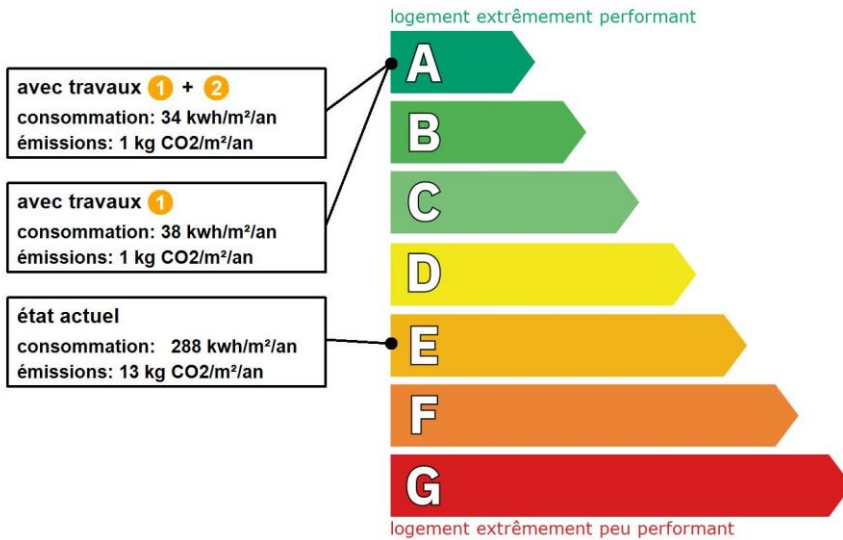 logement extrêmement performant
avec travaux 1 + 2
consommation: 34 kwh/m²/an
émissions: 1 kg CO2/m²/an
avec travaux 1
consommation: 38 kwh/m²/an
émissions: 1 kg CO2/m²/an
état actuel
consommation: 288 kwh/m²/an
émissions: 13 kg CO2/m²/an
A
B
C
D
E
F
G
logement extrêmement peu performant